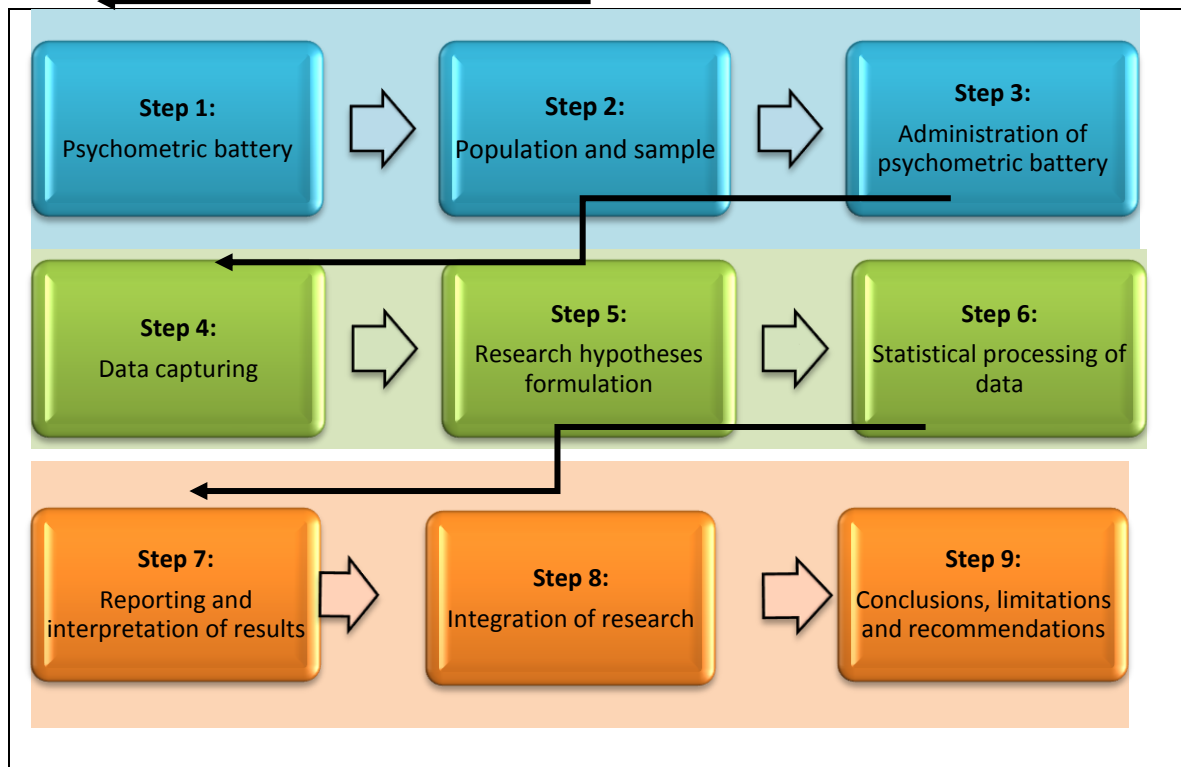 Step 1:
Psychometric battery
Step 2:
Population and sample
Step 3:
Administration of
psychometric battery
Step 4:
Data capturing
Step 5:
Research hypotheses
formulation
Step 6:
Statistical processing of
data
Step 7:
Reporting and
interpretation of results
Step 8:
Integration of research
Step 9:
Conclusions, limitations
and recommendations